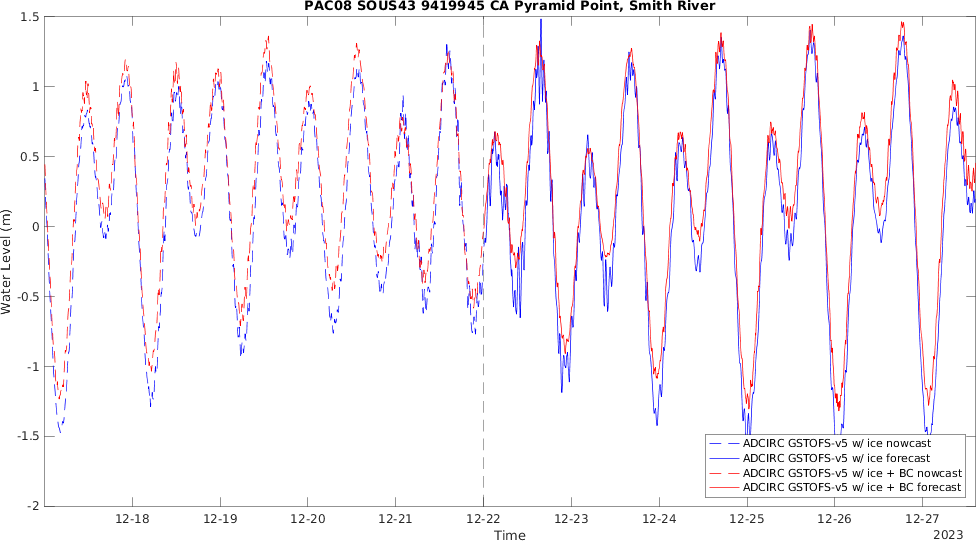 PAC08 SOUS43 9419945 CA Pyramid Point, Smith River
Water Level (m)
1.5
1
0.5
0
-0.5
-1
-1.5
-2
12-18
12-19
12-20
12-21
12-22
12-23
12-24
12-25
12-26
12-27
Time
2023
ADCIRC GSTOFS-v5 w/ ice nowcast
ADCIRC GSTOFS-v5 w/ ice forecast
ADCIRC GSTOFS-v5 w/ ice + BC nowcast
ADCIRC GSTOFS-v5 w/ ice + BC forecast